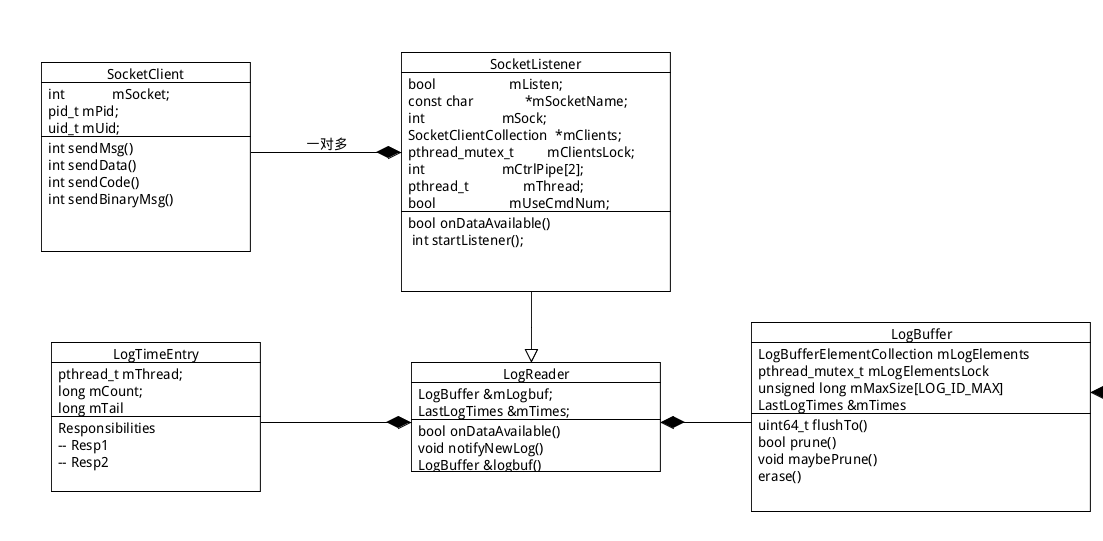 SocketClient
int mSocket;
pid_t mPid;
uid_t mUid;
int sendMsg()
int sendData()
int sendCode()
int sendBinaryMsg()
一对多
SocketListener
bool mListen;
const char *mSocketName;
int mSock;
SocketClientCollection *mClients;
pthread_mutex_t mClientsLock;
int mCtrlPipe[2];
pthread_t mThread;
bool mUseCmdNum;
bool onDataAvailable()
int startListener();
LogTimeEntry
pthread_t mThread;
long mCount;
long mTail
Responsibilities
-- Resp1
-- Resp2
LogReader
LogBuffer &mLogbuf;
LastLogTimes &mTimes;
bool onDataAvailable()
void notifyNewLog()
LogBuffer &logbuf()
LogBuffer
LogBufferElementCollection mLogElements
pthread_mutex_t mLogElementsLock
unsigned long mMaxSize[LOG_ID_MAX]
LastLogTimes &mTimes
uint64_t flushTo()
bool prune()
void maybePrune()
erase()